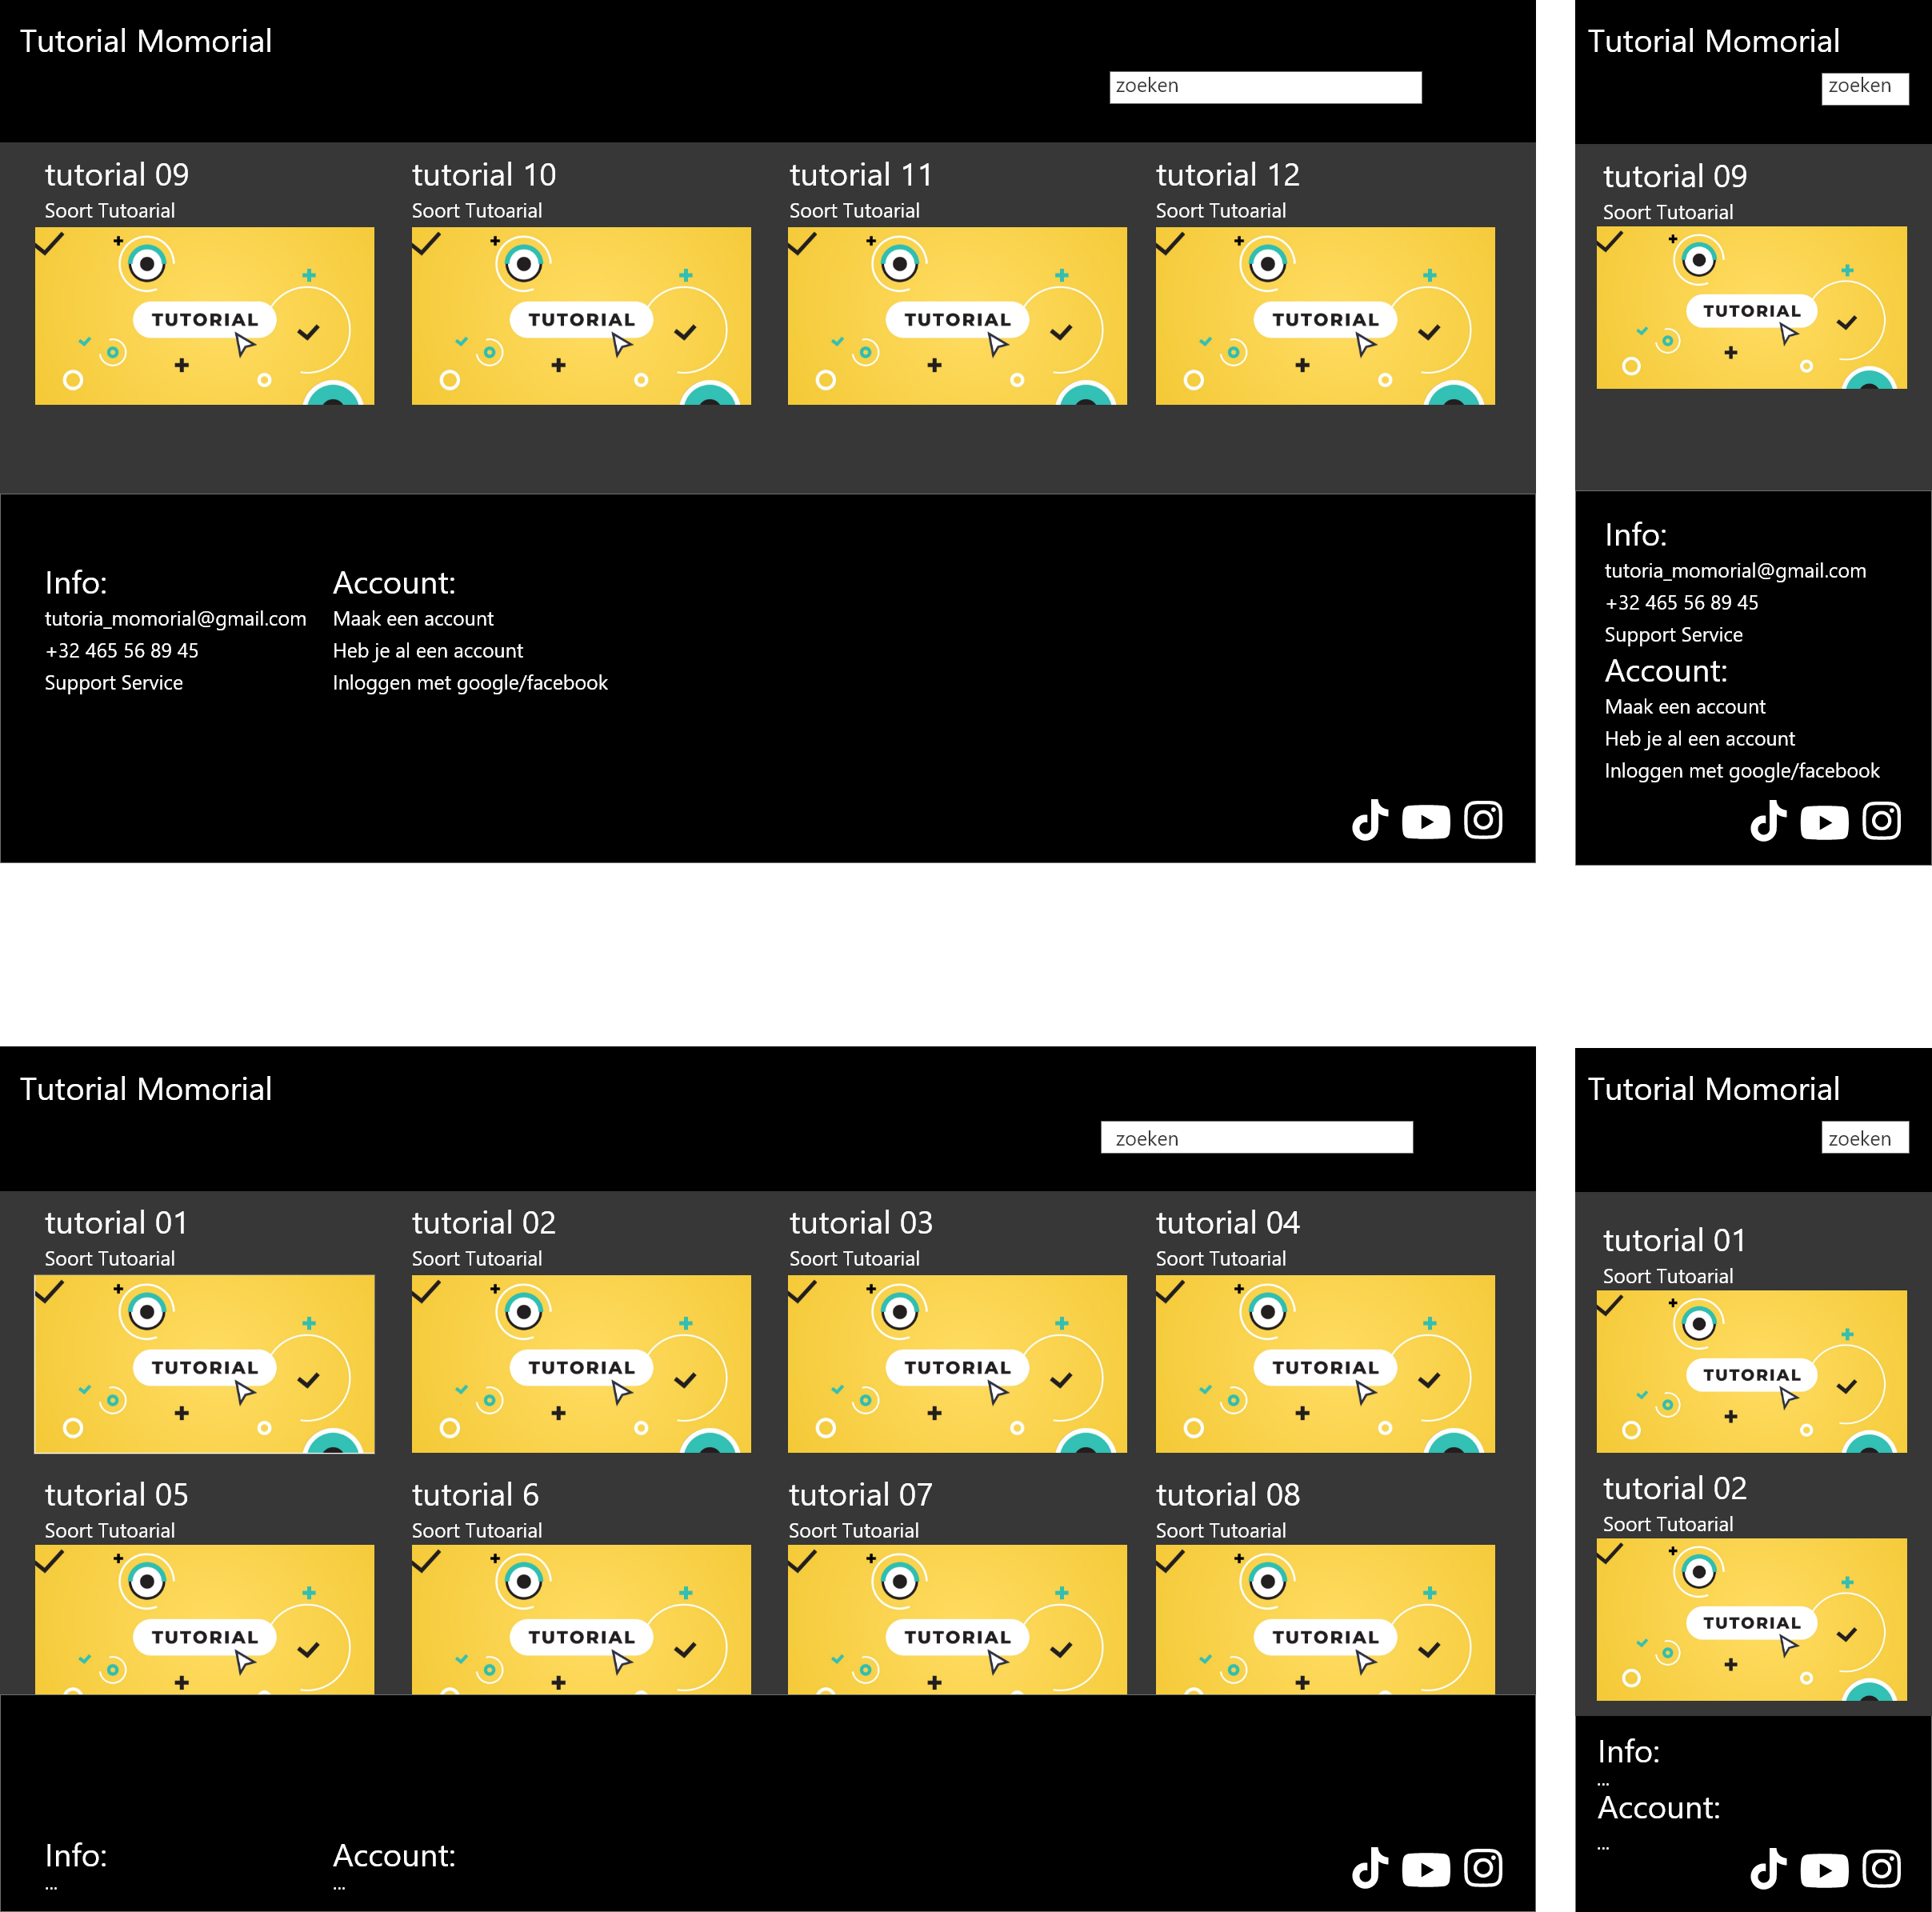 Tutorial Momorial
zoeken
tutorial 09
Soort Tutoarial
TUTORIAL
tutorial 10
Soort Tutoarial
TUTORIAL
tutorial 11
Soort Tutoarial
TUTORIAL
tutorial 12
Soort Tutoarial
TUTORIAL
Info:
tutoria_momorial@gmail.com
+32 465 56 89 45
Support Service
Account:
Maak een account
Heb je al een account
Inloggen met google/facebook
Tutorial Momorial
zoeken
tutorial 09
Soort Tutoarial
TUTORIAL
Info:
tutoria_momorial@gmail.com
+32 465 56 89 45
Support Service
Account:
Maak een account
Heb je al een account
Inloggen met google/facebook
Tutorial Momorial
zoeken
tutorial 01
Soort Tutoarial
TUTORIAL
tutorial 02
Soort Tutoarial
TUTORIAL
tutorial 03
Soort Tutoarial
TUTORIAL
tutorial 04
Soort Tutoarial
TUTORIAL
tutorial 05
Soort Tutoarial
TUTORIAL
tutorial 6
Soort Tutoarial
TUTORIAL
tutorial 07
Soort Tutoarial
TUTORIAL
tutorial 08
Soort Tutoarial
TUTORIAL
Info:
...
Account:
...
Tutorial Momorial
zoeken
tutorial 01
Soort Tutoarial
TUTORIAL
tutorial 02
Soort Tutoarial
TUTORIAL
Info:
...
Account:
...